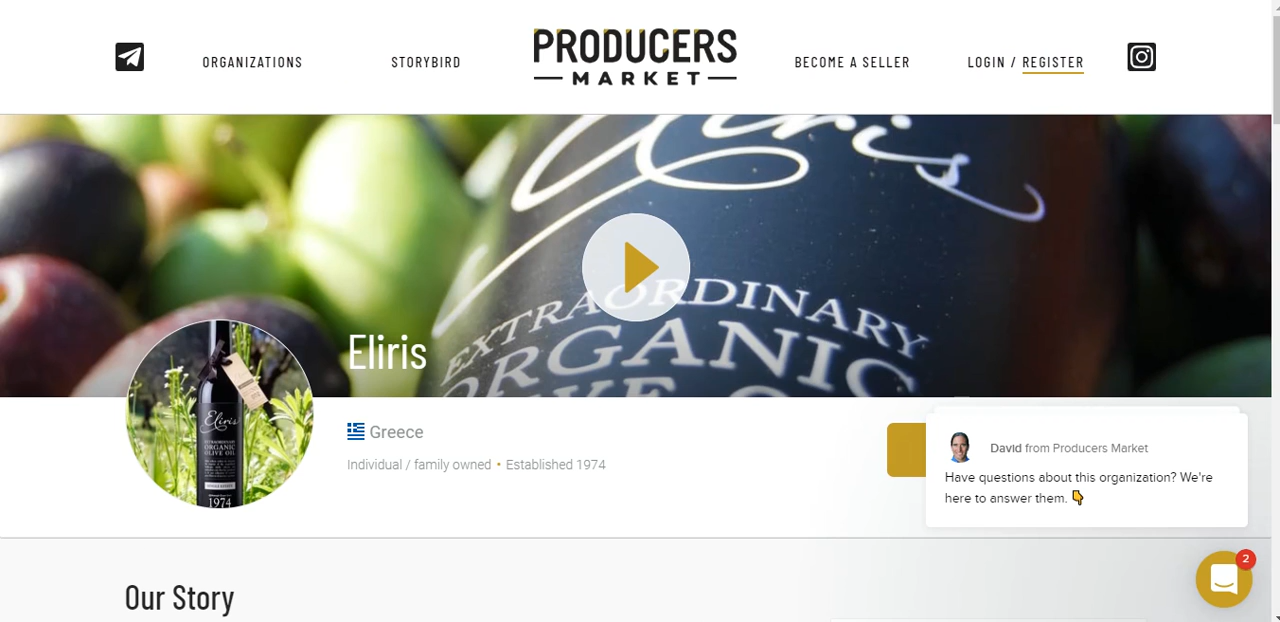 ORGANIZATIONS
STORYBIRD
PRODUCERS
MARKET
BECOME A SELLER
LOGIN / REGISTER
Eliris
EXTRAORDINARY
ORGANIC
Eliris
Greece
Individual / family owned • Established 1974
Eliris
EXTRAORDINARY
ORGANIC
OLIVE OIL
1974
David from Producers Market
Have questions about this organization? We're
here to answer them. 👇
2
Our Story